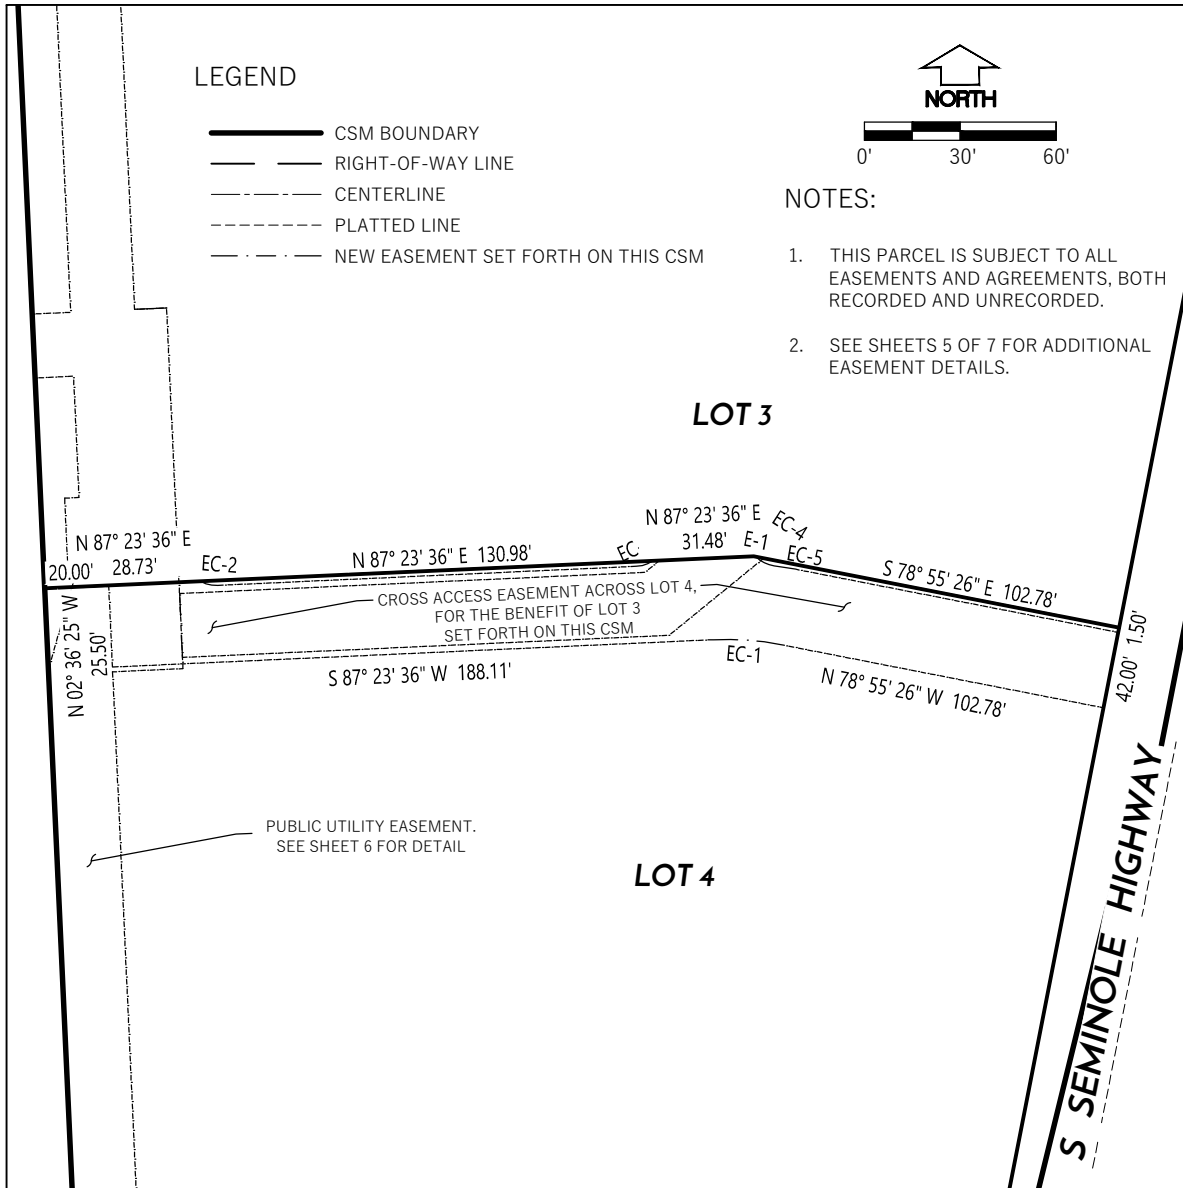 LEGEND
CSM BOUNDARY
RIGHT-OF-WAY LINE
CENTERLINE
PLATTED LINE
NEW EASEMENT SET FORTH ON THIS CSM
NORTH
0' 30' 60'
NOTES:
1. THIS PARCEL IS SUBJECT TO ALL
EASEMENTS AND AGREEMENTS, BOTH
RECORDED AND UNRECORDED.
2. SEE SHEETS 5 OF 7 FOR ADDITIONAL
EASEMENT DETAILS.
LOT 3
N 87° 23' 36" E
20.00' 28.73'
EC-2
N 87° 23' 36" E 130.98'
EC
N 87° 23' 36" E
31.48'
E-1
EC-4
EC-5
S 78° 55' 26" E 102.78'
CROSS ACCESS EASEMENT ACROSS LOT 4,
FOR THE BENEFIT OF LOT 3
SET FORTH ON THIS CSM
N 02° 36' 25" W
25.50'
S 87° 23' 36" W 188.11'
EC-1
N 78° 55' 26" W 102.78'
42.00' 1.50'
PUBLIC UTILITY EASEMENT.
SEE SHEET 6 FOR DETAIL
LOT 4
S SEMINOLE HIGHWAY